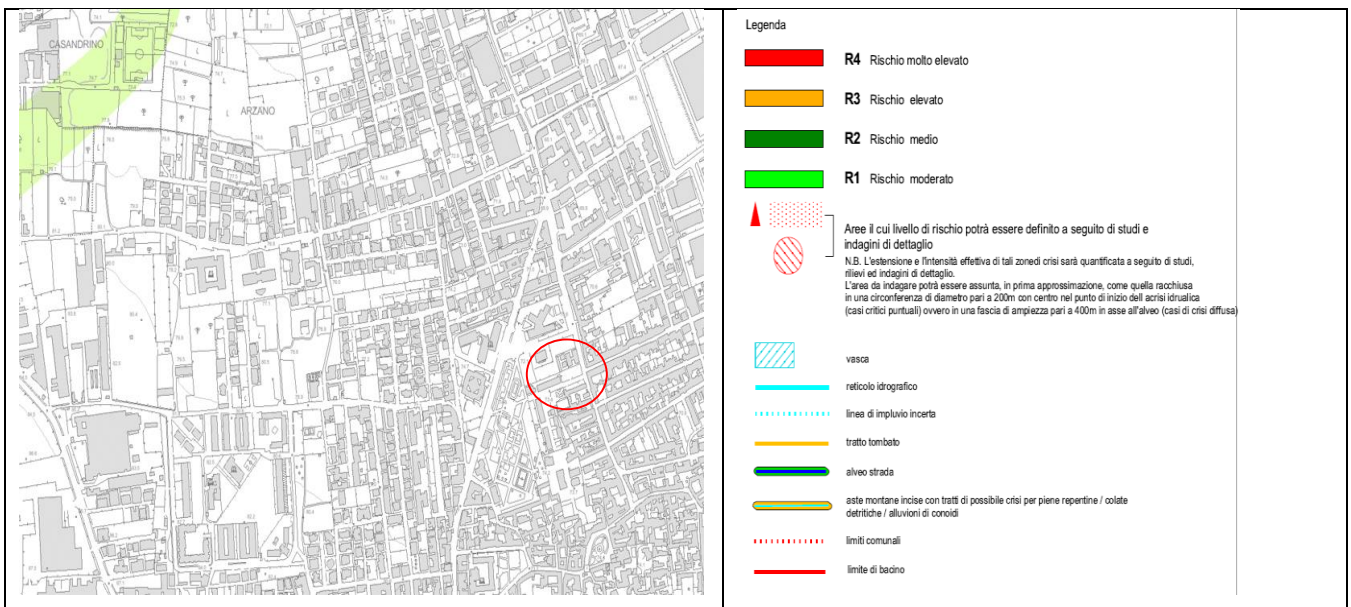 CASANDRINO
ARZANO
Legenda
R4 Rischio molto elevato
R3 Rischio elevato
R2 Rischio medio
R1 Rischio moderato
Aree il cui livello di rischio potrà essere definito a seguito di studi e
indagini di dettaglio
N.B. L'estensione e l'intensità effettiva di tali zonedi crisi sarà quantificata a seguito di studi,
rilievi ed indagini di dettaglio.
L'area da indagare potrà essere assunta, in prima approssimazione, come quella racchiusa
in una circonferenza di diametro pari a 200m con centro nel punto di inizio dell acrisi idrualica
(casi critici puntuali) ovvero in una fascia di ampiezza pari a 400m in asse all'alveo (casi di crisi diffusa)
vasca
reticolo idrografico
linea di impluvio incerta
tratto tombato
alveo strada
aste montane incise con tratti di possibile crisi per piene repentine / colate
detritiche / alluvioni di conoidi
limiti comunali
limite di bacino